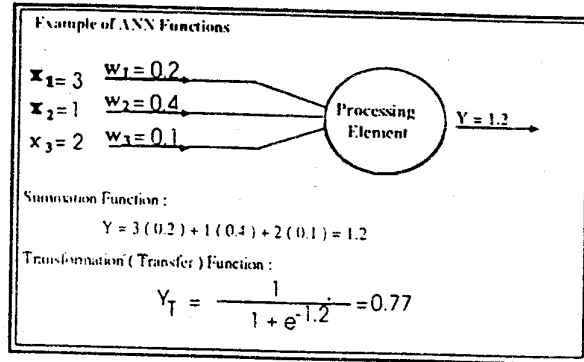 Example of ANN Functions
x1= 3 w1= 0.2
x2= 1 w2= 0.4
x3= 2 w3= 0.1
Processing
Element
Y = 1.2
Summation Function :
Y = 3 ( 0.2 ) + 1 ( 0.4 ) + 2 ( 0.1 ) = 1.2
Transformation ( Transfer ) Function :
YT = 1 / 1 + e-1.2 = 0.77